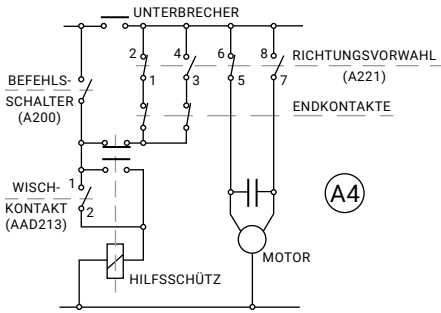 UNTERBRECHER
2 4 6 8 RICHTUNGSVORWAHL
1 3 5 7 (A221)
BEFEHLS-
SCHALTER
(A200)
ENDKONTAKTE
1
WISCH-
KONTAKT
(AAD213)
2
A4
MOTOR
HILFSSCHÜTZ